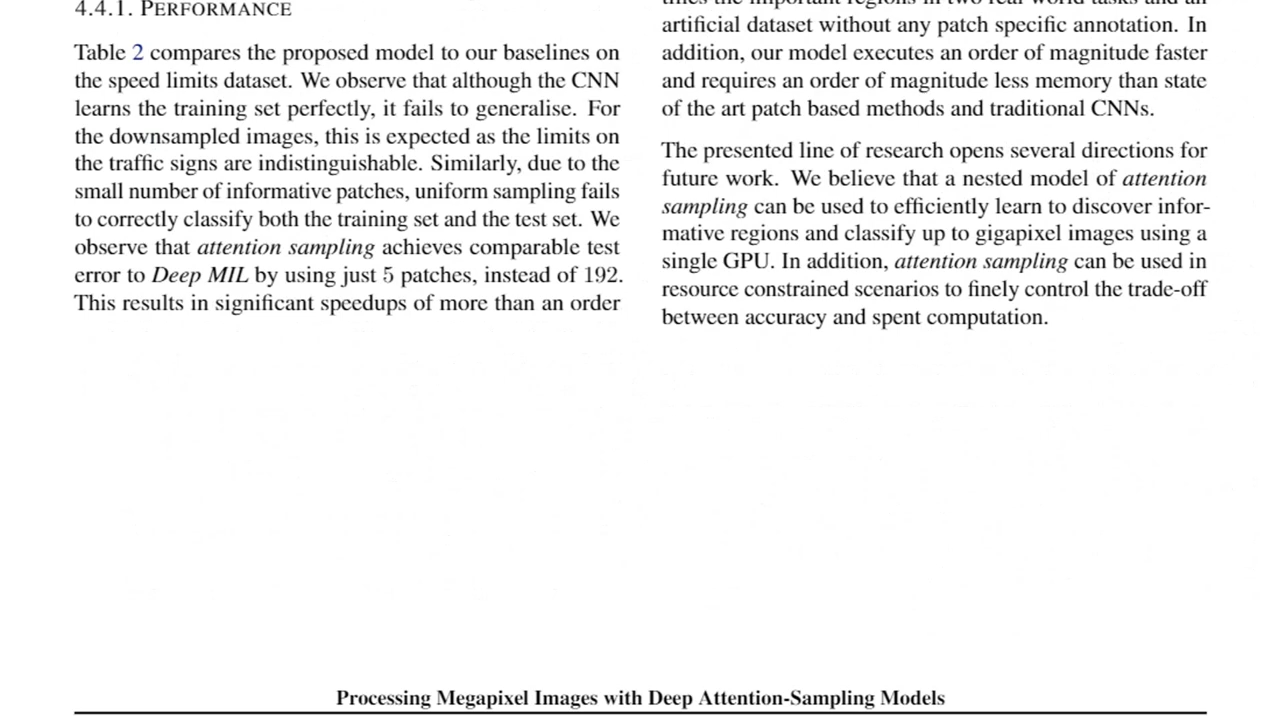 4.4.1. PERFORMANCE
Table 2 compares the proposed model to our baselines on
the speed limits dataset. We observe that although the CNN
learns the training set perfectly, it fails to generalise. For
the downsampled images, this is expected as the limits on
the traffic signs are indistinguishable. Similarly, due to the
small number of informative patches, uniform sampling fails
to correctly classify both the training set and the test set. We
observe that attention sampling achieves comparable test
error to Deep MIL by using just 5 patches, instead of 192.
This results in significant speedups of more than an order
the important regions in two real world tasks and an
artificial dataset without any patch specific annotation. In
addition, our model executes an order of magnitude faster
and requires an order of magnitude less memory than state
of the art patch based methods and traditional CNNs.
The presented line of research opens several directions for
future work. We believe that a nested model of attention
sampling can be used to efficiently learn to discover infor-
mative regions and classify up to gigapixel images using a
single GPU. In addition, attention sampling can be used in
resource constrained scenarios to finely control the trade-off
between accuracy and spent computation.
Processing Megapixel Images with Deep Attention-Sampling Models